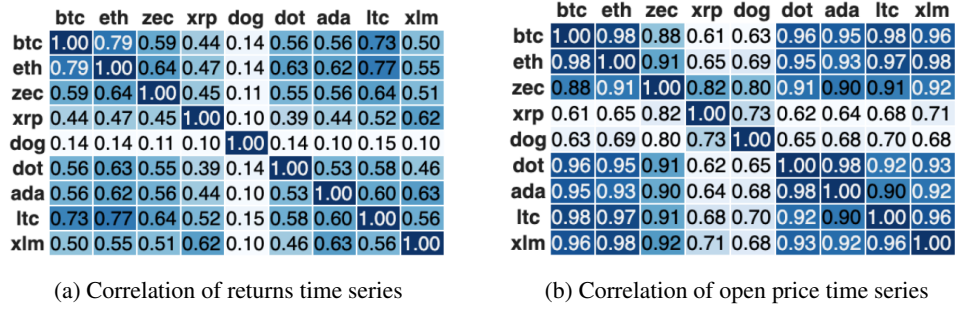 btc eth zec xrp dog dot ada ltc xlm
btc 1.00 0.79 0.59 0.44 0.14 0.56 0.56 0.73 0.50
eth 0.79 1.00 0.64 0.47 0.14 0.63 0.62 0.77 0.55
zec 0.59 0.64 1.00 0.45 0.11 0.55 0.56 0.64 0.51
xrp 0.44 0.47 0.45 1.00 0.10 0.39 0.44 0.52 0.62
dog 0.14 0.14 0.11 0.10 1.00 0.14 0.10 0.15 0.10
dot 0.56 0.63 0.55 0.39 0.14 1.00 0.53 0.58 0.46
ada 0.56 0.62 0.56 0.44 0.10 0.53 1.00 0.60 0.63
ltc 0.73 0.77 0.64 0.52 0.15 0.58 0.60 1.00 0.56
xlm 0.50 0.55 0.51 0.62 0.10 0.46 0.63 0.56 1.00
(a) Correlation of returns time series
btc eth zec xrp dog dot ada ltc xlm
btc 1.00 0.98 0.88 0.61 0.63 0.96 0.95 0.98 0.96
eth 0.98 1.00 0.91 0.65 0.69 0.95 0.93 0.97 0.98
zec 0.88 0.91 1.00 0.82 0.80 0.91 0.90 0.91 0.92
xrp 0.61 0.65 0.82 1.00 0.73 0.62 0.64 0.68 0.71
dog 0.63 0.69 0.80 0.73 1.00 0.65 0.68 0.70 0.68
dot 0.96 0.95 0.91 0.62 0.65 1.00 0.98 0.92 0.93
ada 0.95 0.93 0.90 0.64 0.68 0.98 1.00 0.90 0.92
ltc 0.98 0.97 0.91 0.68 0.70 0.92 0.90 1.00 0.96
xlm 0.96 0.98 0.92 0.71 0.68 0.93 0.92 0.96 1.00
(b) Correlation of open price time series